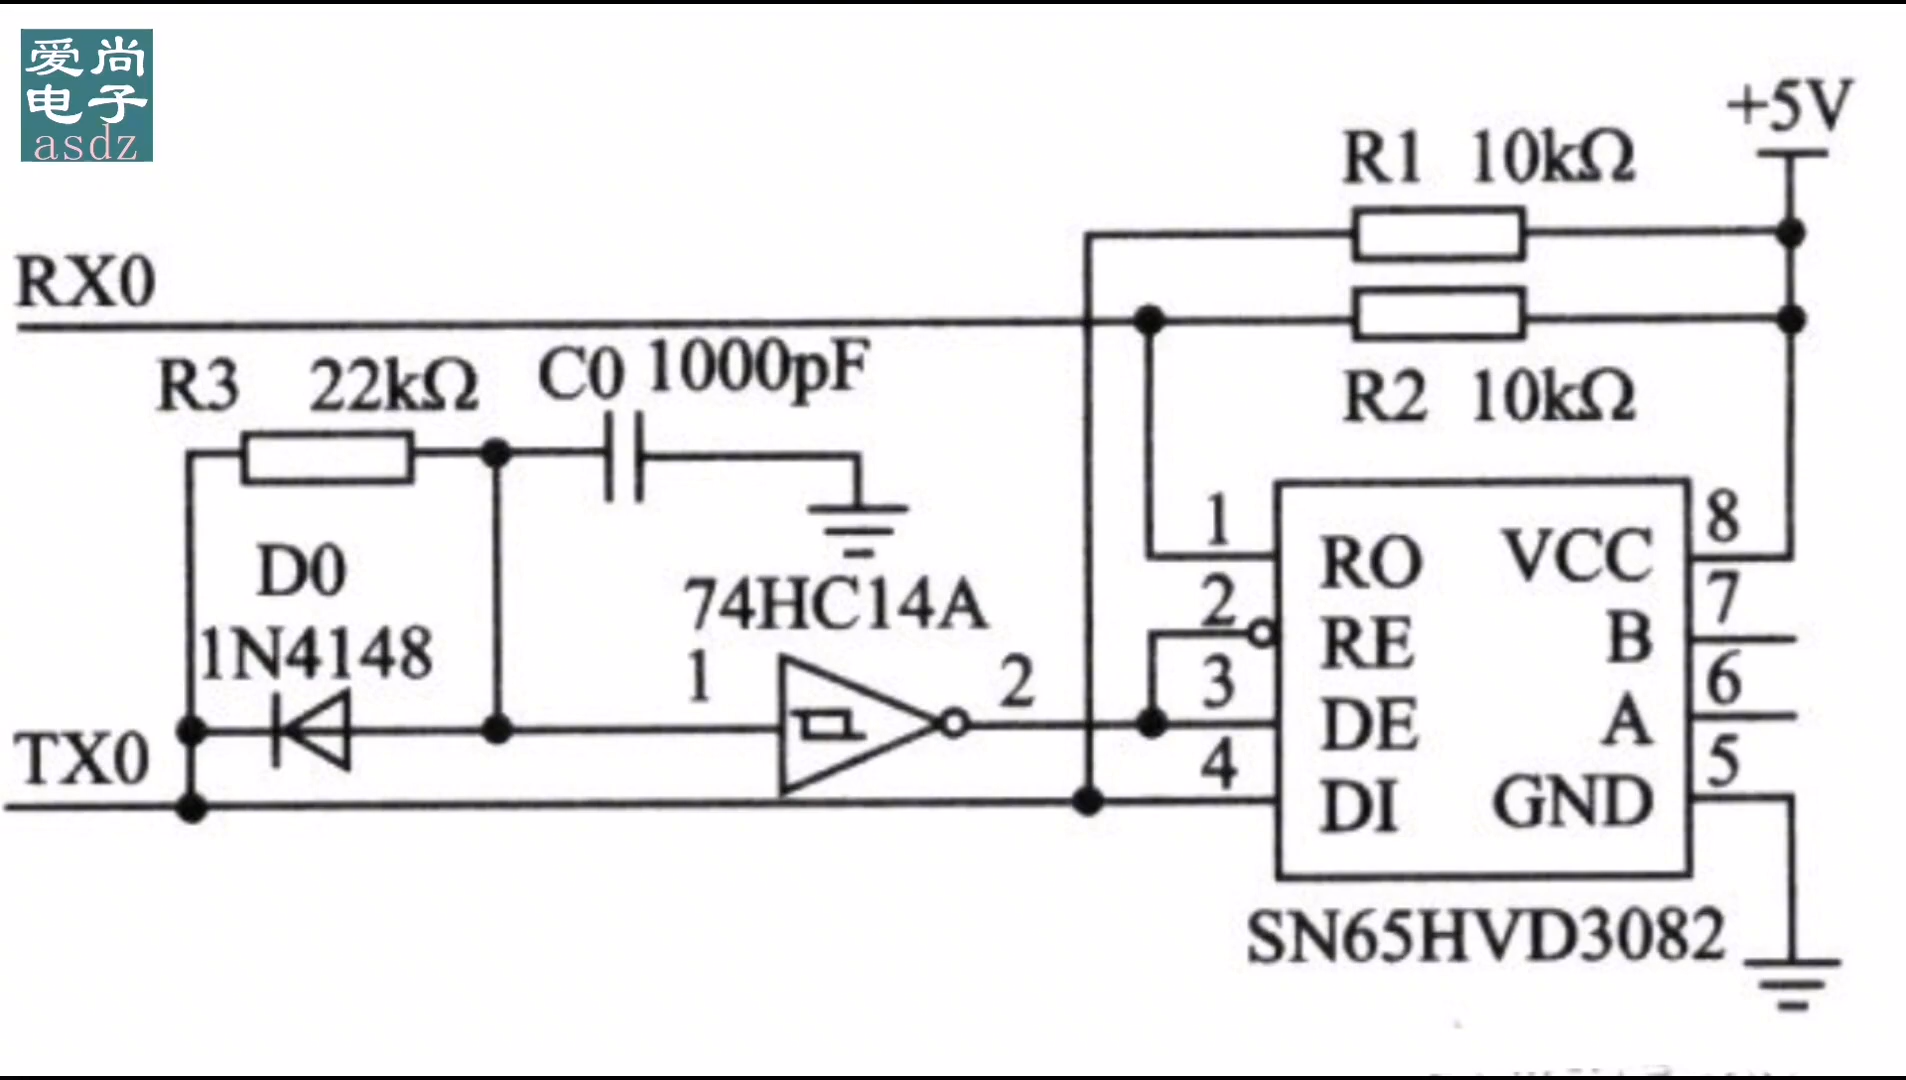 爱尚
电子
asdz
+5V
R1 10kΩ
RX0
R2 10kΩ
R3 22kΩ
C0 1000pF
D0
1N4148
74HC14A
1
2
TX0
1
2
3
4
RO
RE
DE
DI
VCC
B
A
GND
8
7
6
5
SN65HVD3082